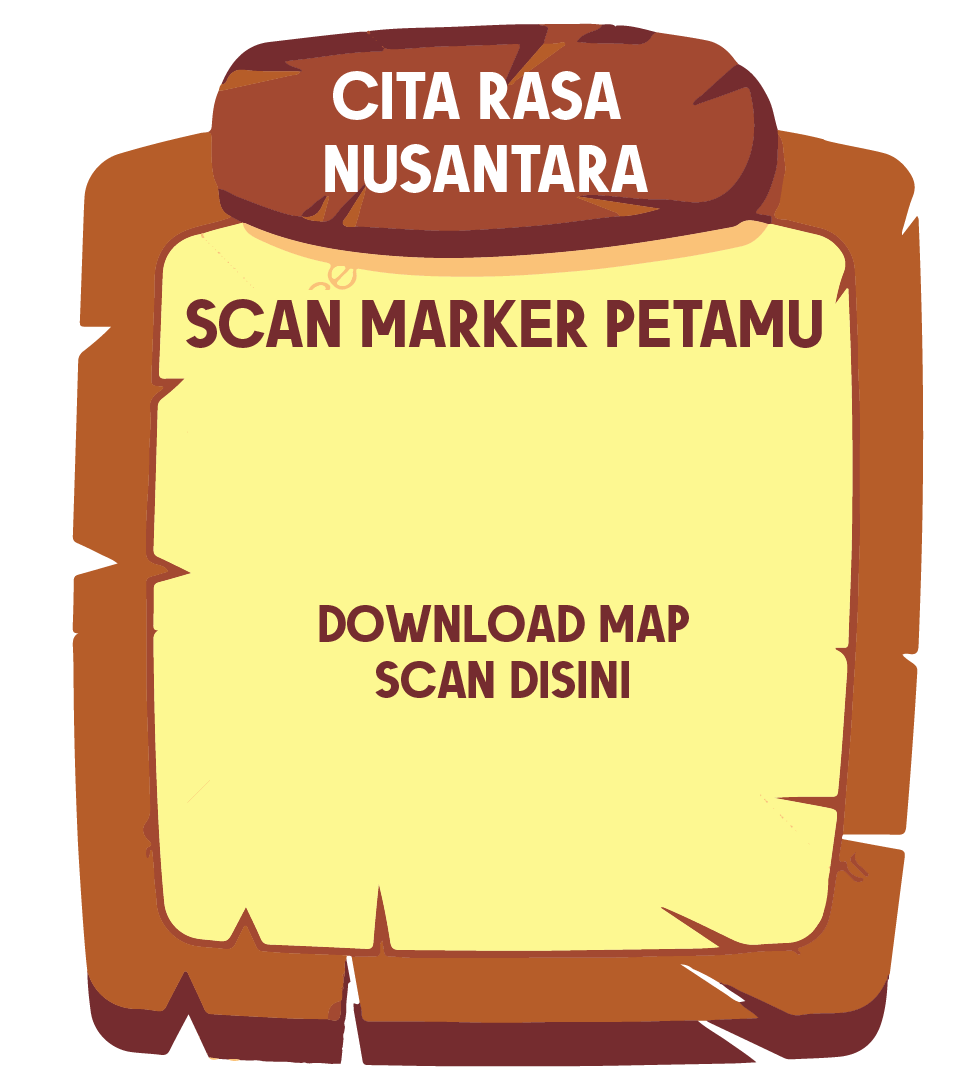 CITA RASA
NUSANTARA
SCAN MARKER PETAMU
DOWNLOAD MAP
SCAN DISINI